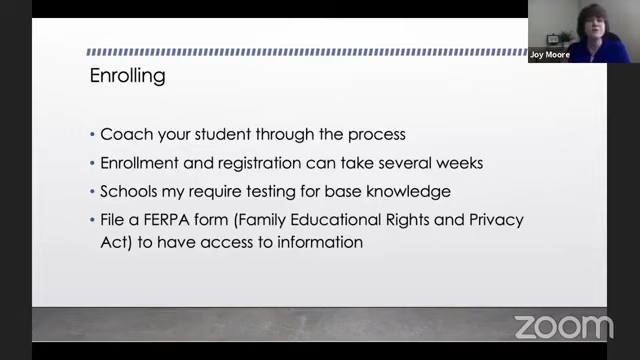 Enrolling
• Coach your student through the process
• Enrollment and registration can take several weeks
• Schools my require testing for base knowledge
• File a FERPA form (Family Educational Rights and Privacy
Act) to have access to information
Joy Moore
zoom